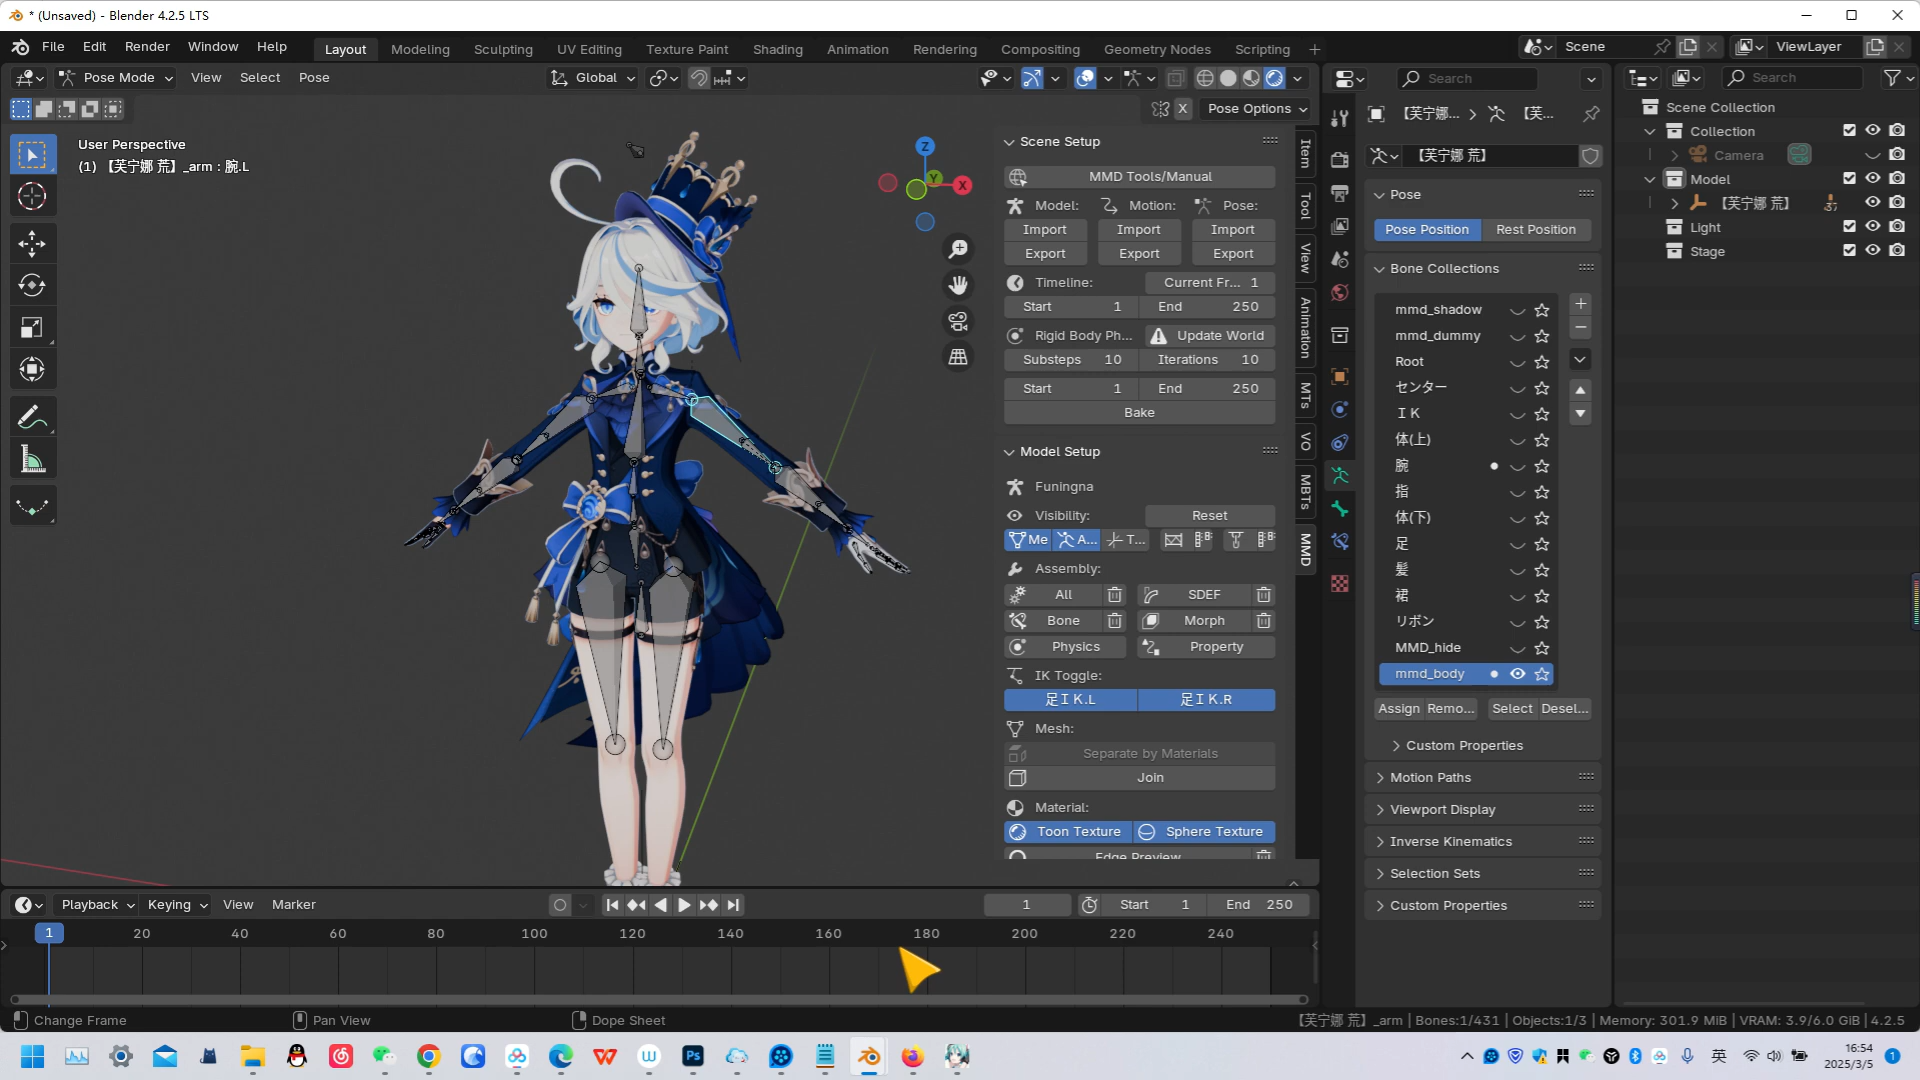 * (Unsaved) - Blender 4.2.5 LTS
File Edit Render Window Help
Layout Modeling Sculpting UV Editing Texture Paint Shading Animation Rendering Compositing Geometry Nodes Scripting +
Scene
ViewLayer
Pose Mode View Select Pose
Global
Search
Search
X Pose Options
User Perspective
(1) 【芙宁娜 荒】_arm : 腕.L
Z
Y
X
Scene Setup
MMD Tools/Manual
Model: Motion: Pose:
Import Import Import
Export Export Export
Timeline: Current Fr... 1
Start 1 End 250
Rigid Body Ph... Update World
Substeps 10 Iterations 10
Start 1 End 250
Bake
Model Setup
Funingna
Visibility: Reset
Me A... T...
Assembly:
All SDEF
Bone Morph
Physics Property
IK Toggle:
足ＩＫ.L 足ＩＫ.R
Mesh:
Separate by Materials
Join
Material:
Toon Texture Sphere Texture
Edge Preview
Item
Tool
View
Animation
MTs
VO
MBTs
MMD
【芙宁娜... 【芙...
【芙宁娜 荒】
Pose
Pose Position Rest Position
Bone Collections
mmd_shadow
mmd_dummy
Root
センター
ＩＫ
体(上)
腕
指
体(下)
足
髪
裙
リボン
MMD_hide
mmd_body
Assign Remo... Select Desel...
Custom Properties
Motion Paths
Viewport Display
Inverse Kinematics
Selection Sets
Custom Properties
Scene Collection
Collection
Camera
Model
【芙宁娜 荒】 37
Light
Stage
Playback Keying View Marker
1 Start 1 End 250
1 20 40 60 80 100 120 140 160 180 200 220 240
Change Frame Pan View Dope Sheet
【芙宁娜 荒】_arm | Bones:1/431 | Objects:1/3 | Memory: 301.9 MiB | VRAM: 3.9/6.0 GiB | 4.2.5
Ps
英
16:54
2025/3/5
1